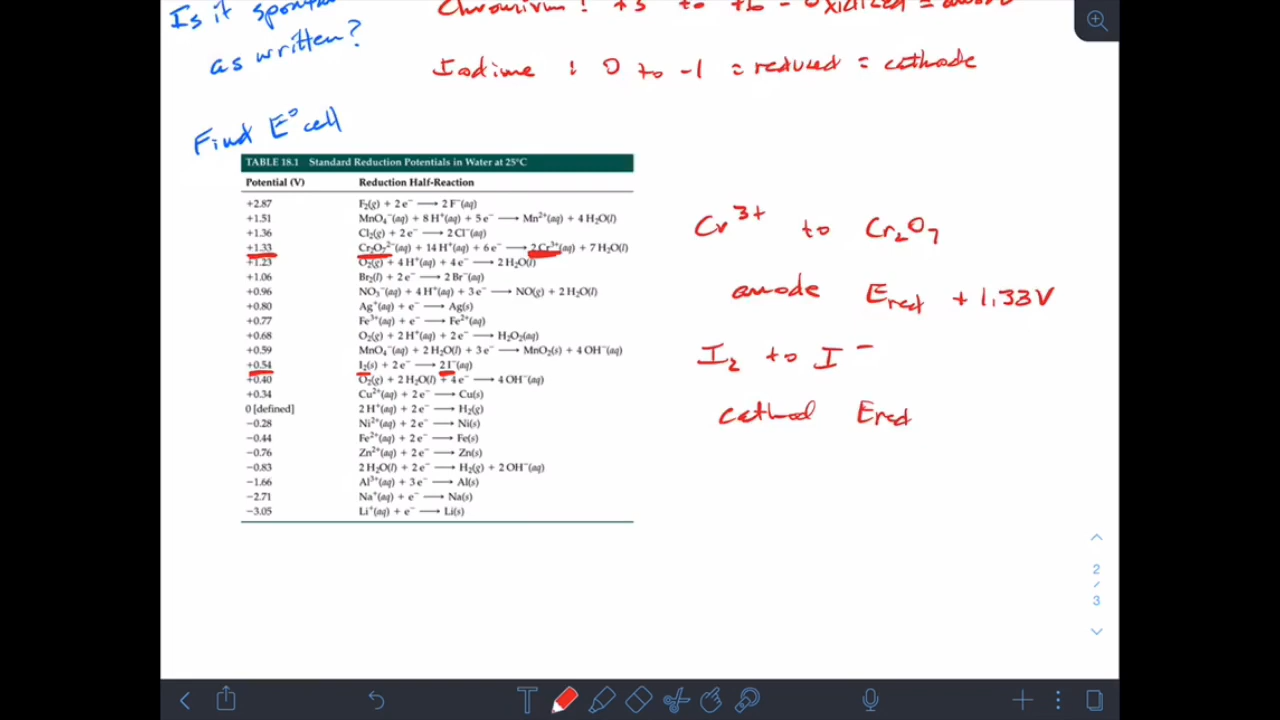 Is it
as written?
Chromium : +3 to +6 = oxidized =
Iodine : 0 to -1 = reduced = cathode
Find E°cell
TABLE 18.1 Standard Reduction Potentials in Water at 25°C
Potential (V) Reduction Half-Reaction
+2.87 F₂(g) + 2 e⁻ ⟶ 2 F⁻(aq)
+1.51 MnO₄⁻(aq) + 8 H⁺(aq) + 5 e⁻ ⟶ Mn²⁺(aq) + 4 H₂O(l)
+1.36 Cl₂(g) + 2 e⁻ ⟶ 2 Cl⁻(aq)
+1.33 Cr₂O₇²⁻(aq) + 14 H⁺(aq) + 6 e⁻ ⟶ 2 Cr³⁺(aq) + 7 H₂O(l)
+1.23 O₂(g) + 4 H⁺(aq) + 4 e⁻ ⟶ 2 H₂O(l)
+1.06 Br₂(l) + 2 e⁻ ⟶ 2 Br⁻(aq)
+0.96 NO₃⁻(aq) + 4 H⁺(aq) + 3 e⁻ ⟶ NO(g) + 2 H₂O(l)
+0.80 Ag⁺(aq) + e⁻ ⟶ Ag(s)
+0.77 Fe³⁺(aq) + e⁻ ⟶ Fe²⁺(aq)
+0.68 O₂(g) + 2 H⁺(aq) + 2 e⁻ ⟶ H₂O₂(aq)
+0.59 MnO₄⁻(aq) + 2 H₂O(l) + 3 e⁻ ⟶ MnO₂(s) + 4 OH⁻(aq)
+0.54 I₂(s) + 2 e⁻ ⟶ 2 I⁻(aq)
+0.40 O₂(g) + 2 H₂O(l) + 4 e⁻ ⟶ 4 OH⁻(aq)
+0.34 Cu²⁺(aq) + 2 e⁻ ⟶ Cu(s)
0 [defined] 2 H⁺(aq) + 2 e⁻ ⟶ H₂(g)
−0.28 Ni²⁺(aq) + 2 e⁻ ⟶ Ni(s)
−0.44 Fe²⁺(aq) + 2 e⁻ ⟶ Fe(s)
−0.76 Zn²⁺(aq) + 2 e⁻ ⟶ Zn(s)
−0.83 2 H₂O(l) + 2 e⁻ ⟶ H₂(g) + 2 OH⁻(aq)
−1.66 Al³⁺(aq) + 3 e⁻ ⟶ Al(s)
−2.71 Na⁺(aq) + e⁻ ⟶ Na(s)
−3.05 Li⁺(aq) + e⁻ ⟶ Li(s)
Cr³⁺ to Cr₂O₇
anode Ered + 1.33V
I₂ to I⁻
cathod Ered
2
/
3
T